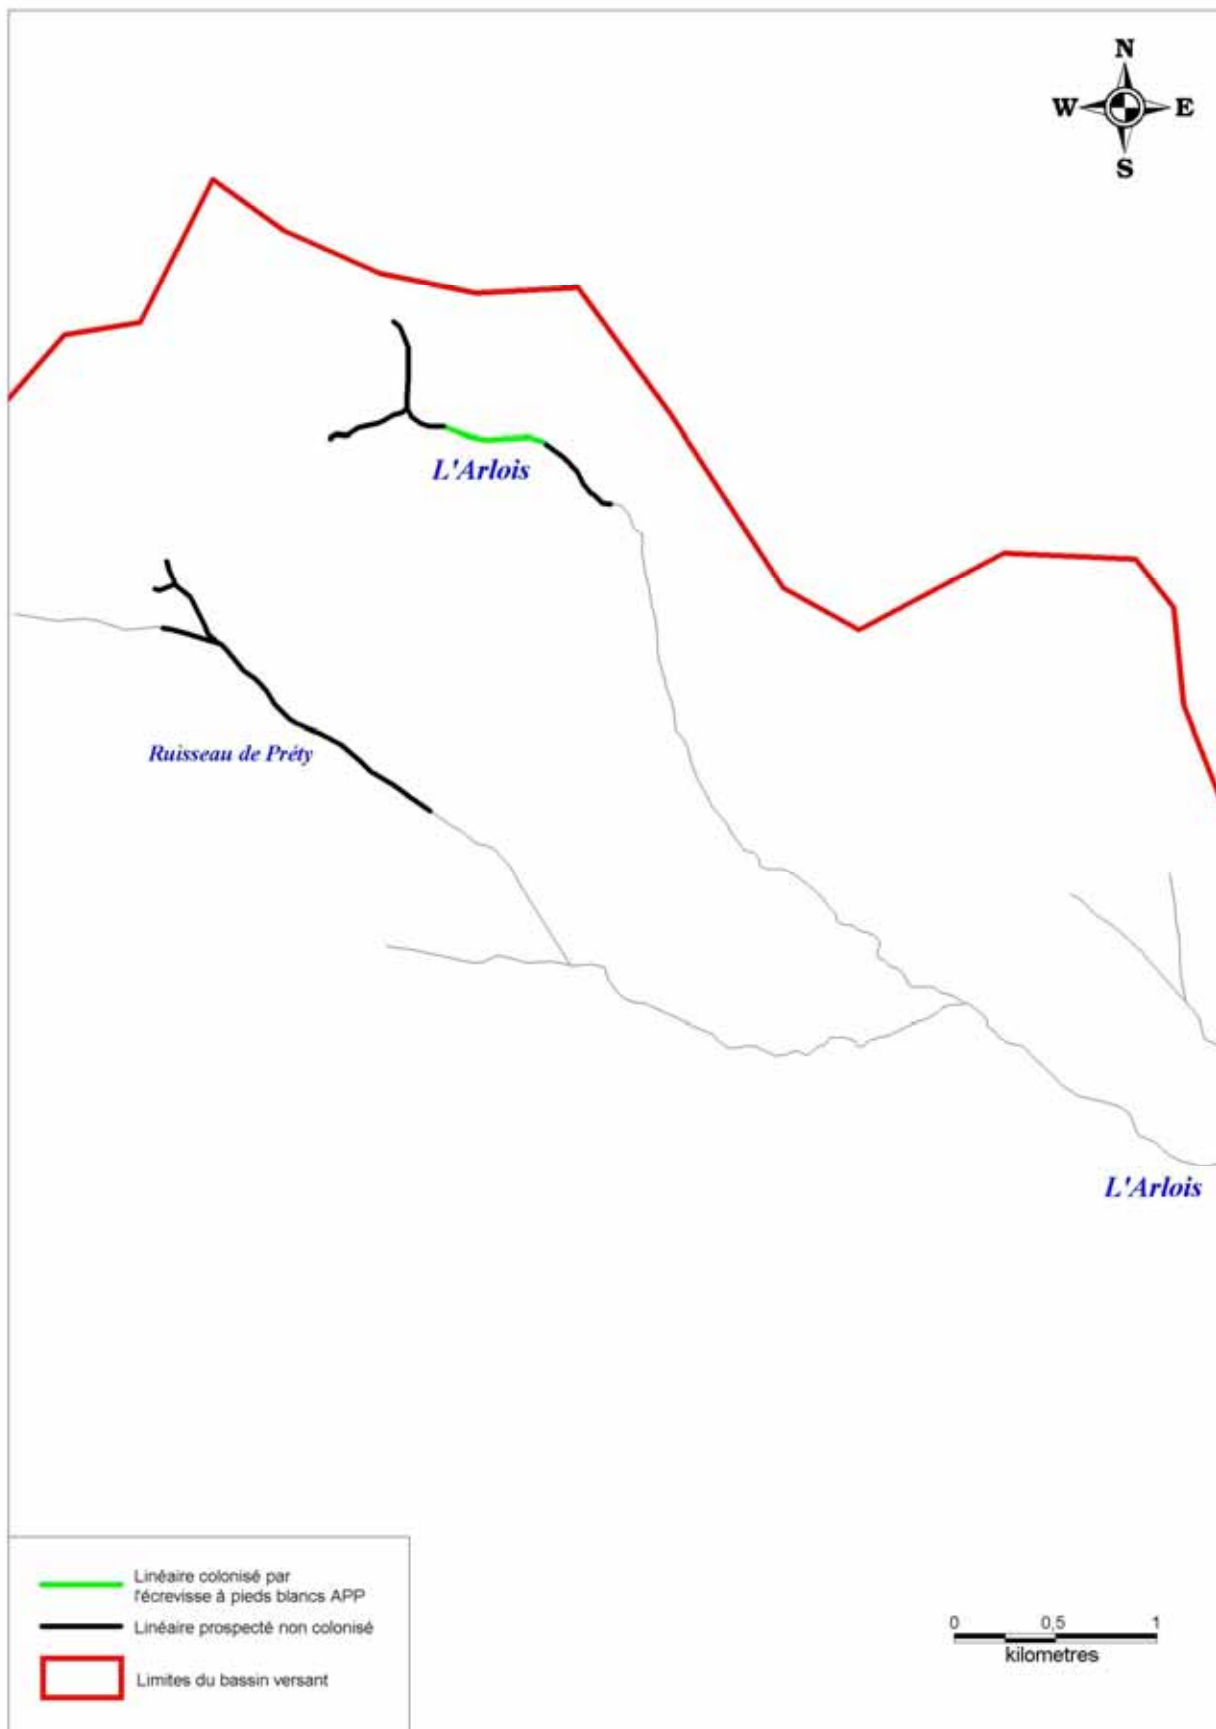 N
W E
S
L'Arlois
Ruisseau de Préty
L'Arlois
Linéaire colonisé par
l'écrevisse à pieds blancs APP
Linéaire prospecté non colonisé
Limites du bassin versant
0 0,5 1
kilometres